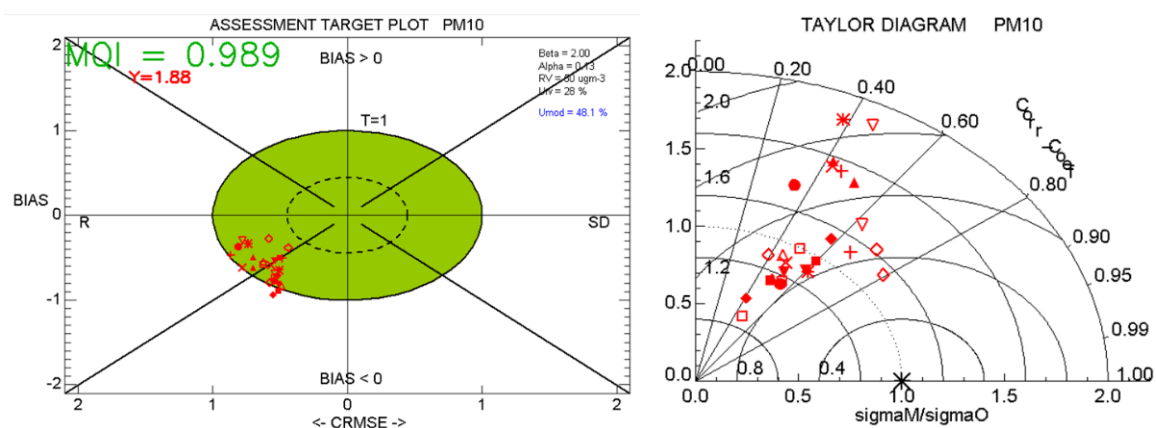 ASSESSMENT TARGET PLOT PM10
MQI = 0.989
Y=1.88
BIAS > 0
Beta = 2.00
Alpha = 0.13
RV = 50 ugm-3
Urv = 28 %
Umod = 48.1 %
T=1
2
1
0
-1
-2
BIAS
R
SD
BIAS < 0
2 1 0 1 2
<- CRMSE ->
TAYLOR DIAGRAM PM10
2.0
1.5
1.0
0.5
0.0
0.00
0.20
0.40
0.60
0.80
0.90
0.95
0.99
1.00
Corr-Coef
2.0
1.6
1.2
0.8
0.4
0.5 1.0 1.5 2.0
sigmaM/sigmaO